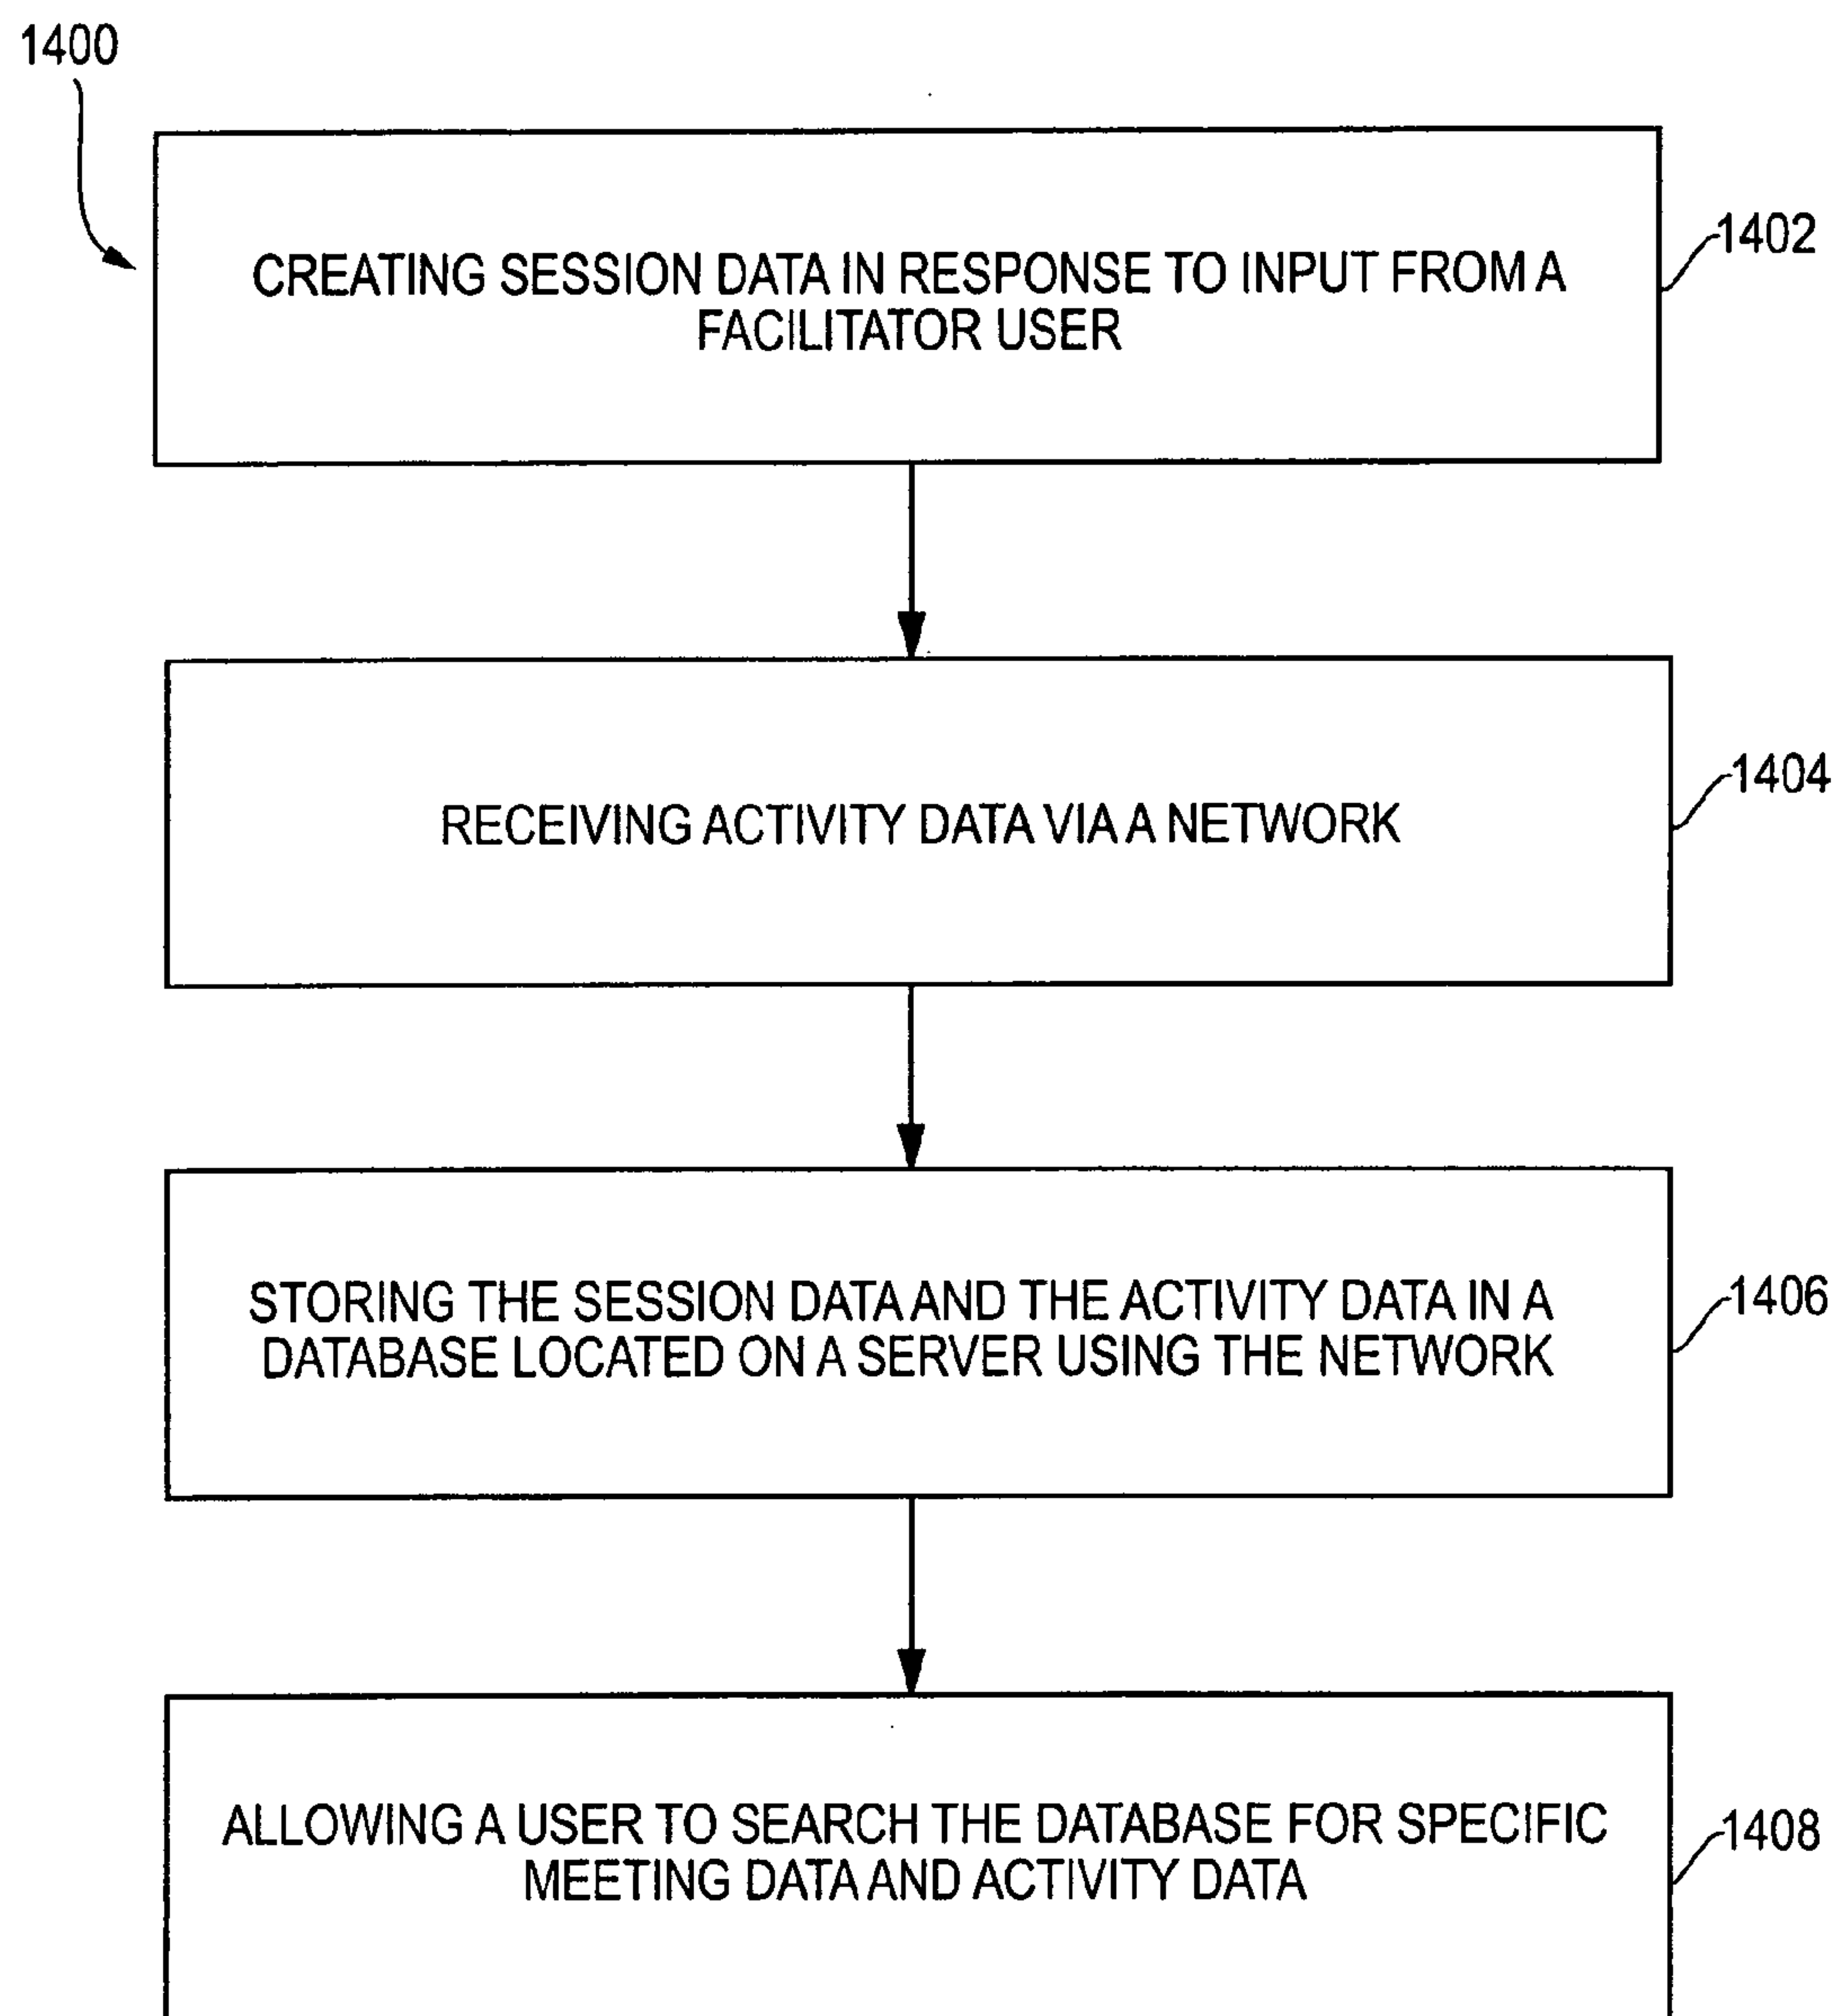 1400
CREATING SESSION DATA IN RESPONSE TO INPUT FROM A
FACILITATOR USER
1402
RECEIVING ACTIVITY DATA VIA A NETWORK
1404
STORING THE SESSION DATA AND THE ACTIVITY DATA IN A
DATABASE LOCATED ON A SERVER USING THE NETWORK
1406
ALLOWING A USER TO SEARCH THE DATABASE FOR SPECIFIC
MEETING DATA AND ACTIVITY DATA
1408